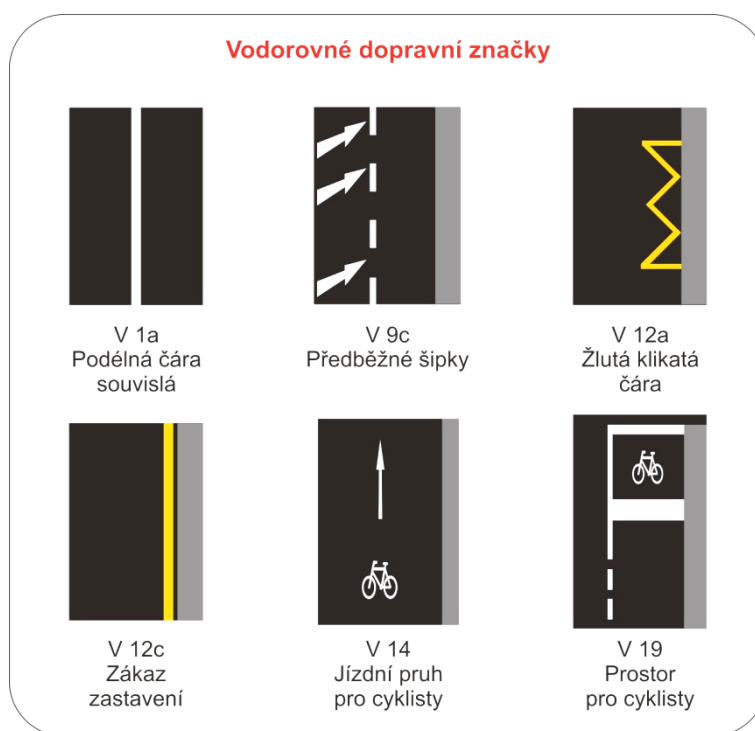 Vodorovné dopravní značky
V 1a
Podélná čára
souvislá
V 9c
Předběžné šipky
V 12a
Žlutá klikatá
čára
V 12c
Zákaz
zastavení
V 14
Jízdní pruh
pro cyklisty
V 19
Prostor
pro cyklisty